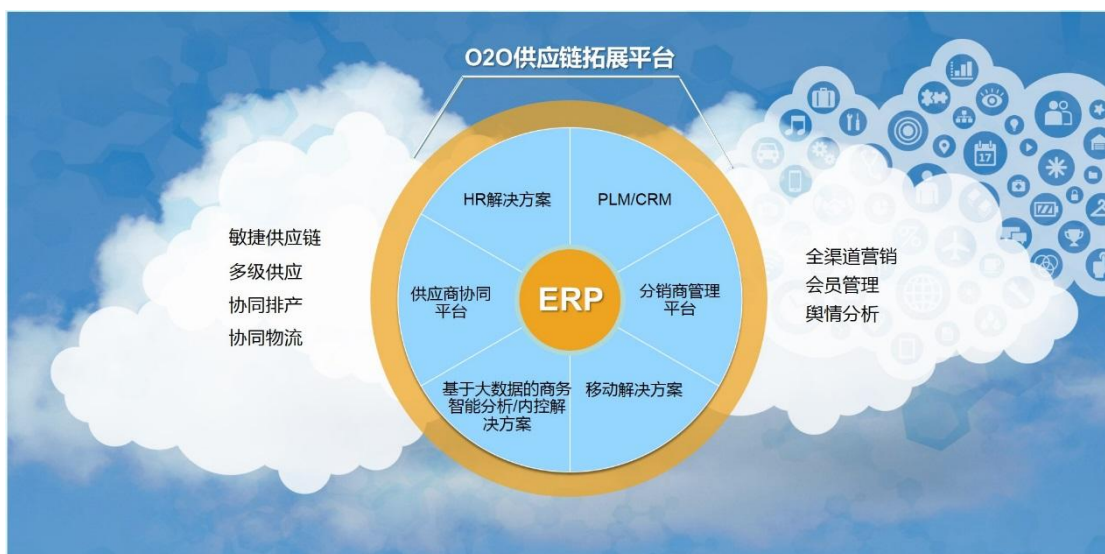 O2O供应链拓展平台
HR解决方案
PLM/CRM
敏捷供应链
多级供应
协同排产
协同物流
供应商协同
平台
ERP
分销商管理
平台
全渠道营销
会员管理
舆情分析
基于大数据的商务
智能分析/内控解
决方案
移动解决方案
17